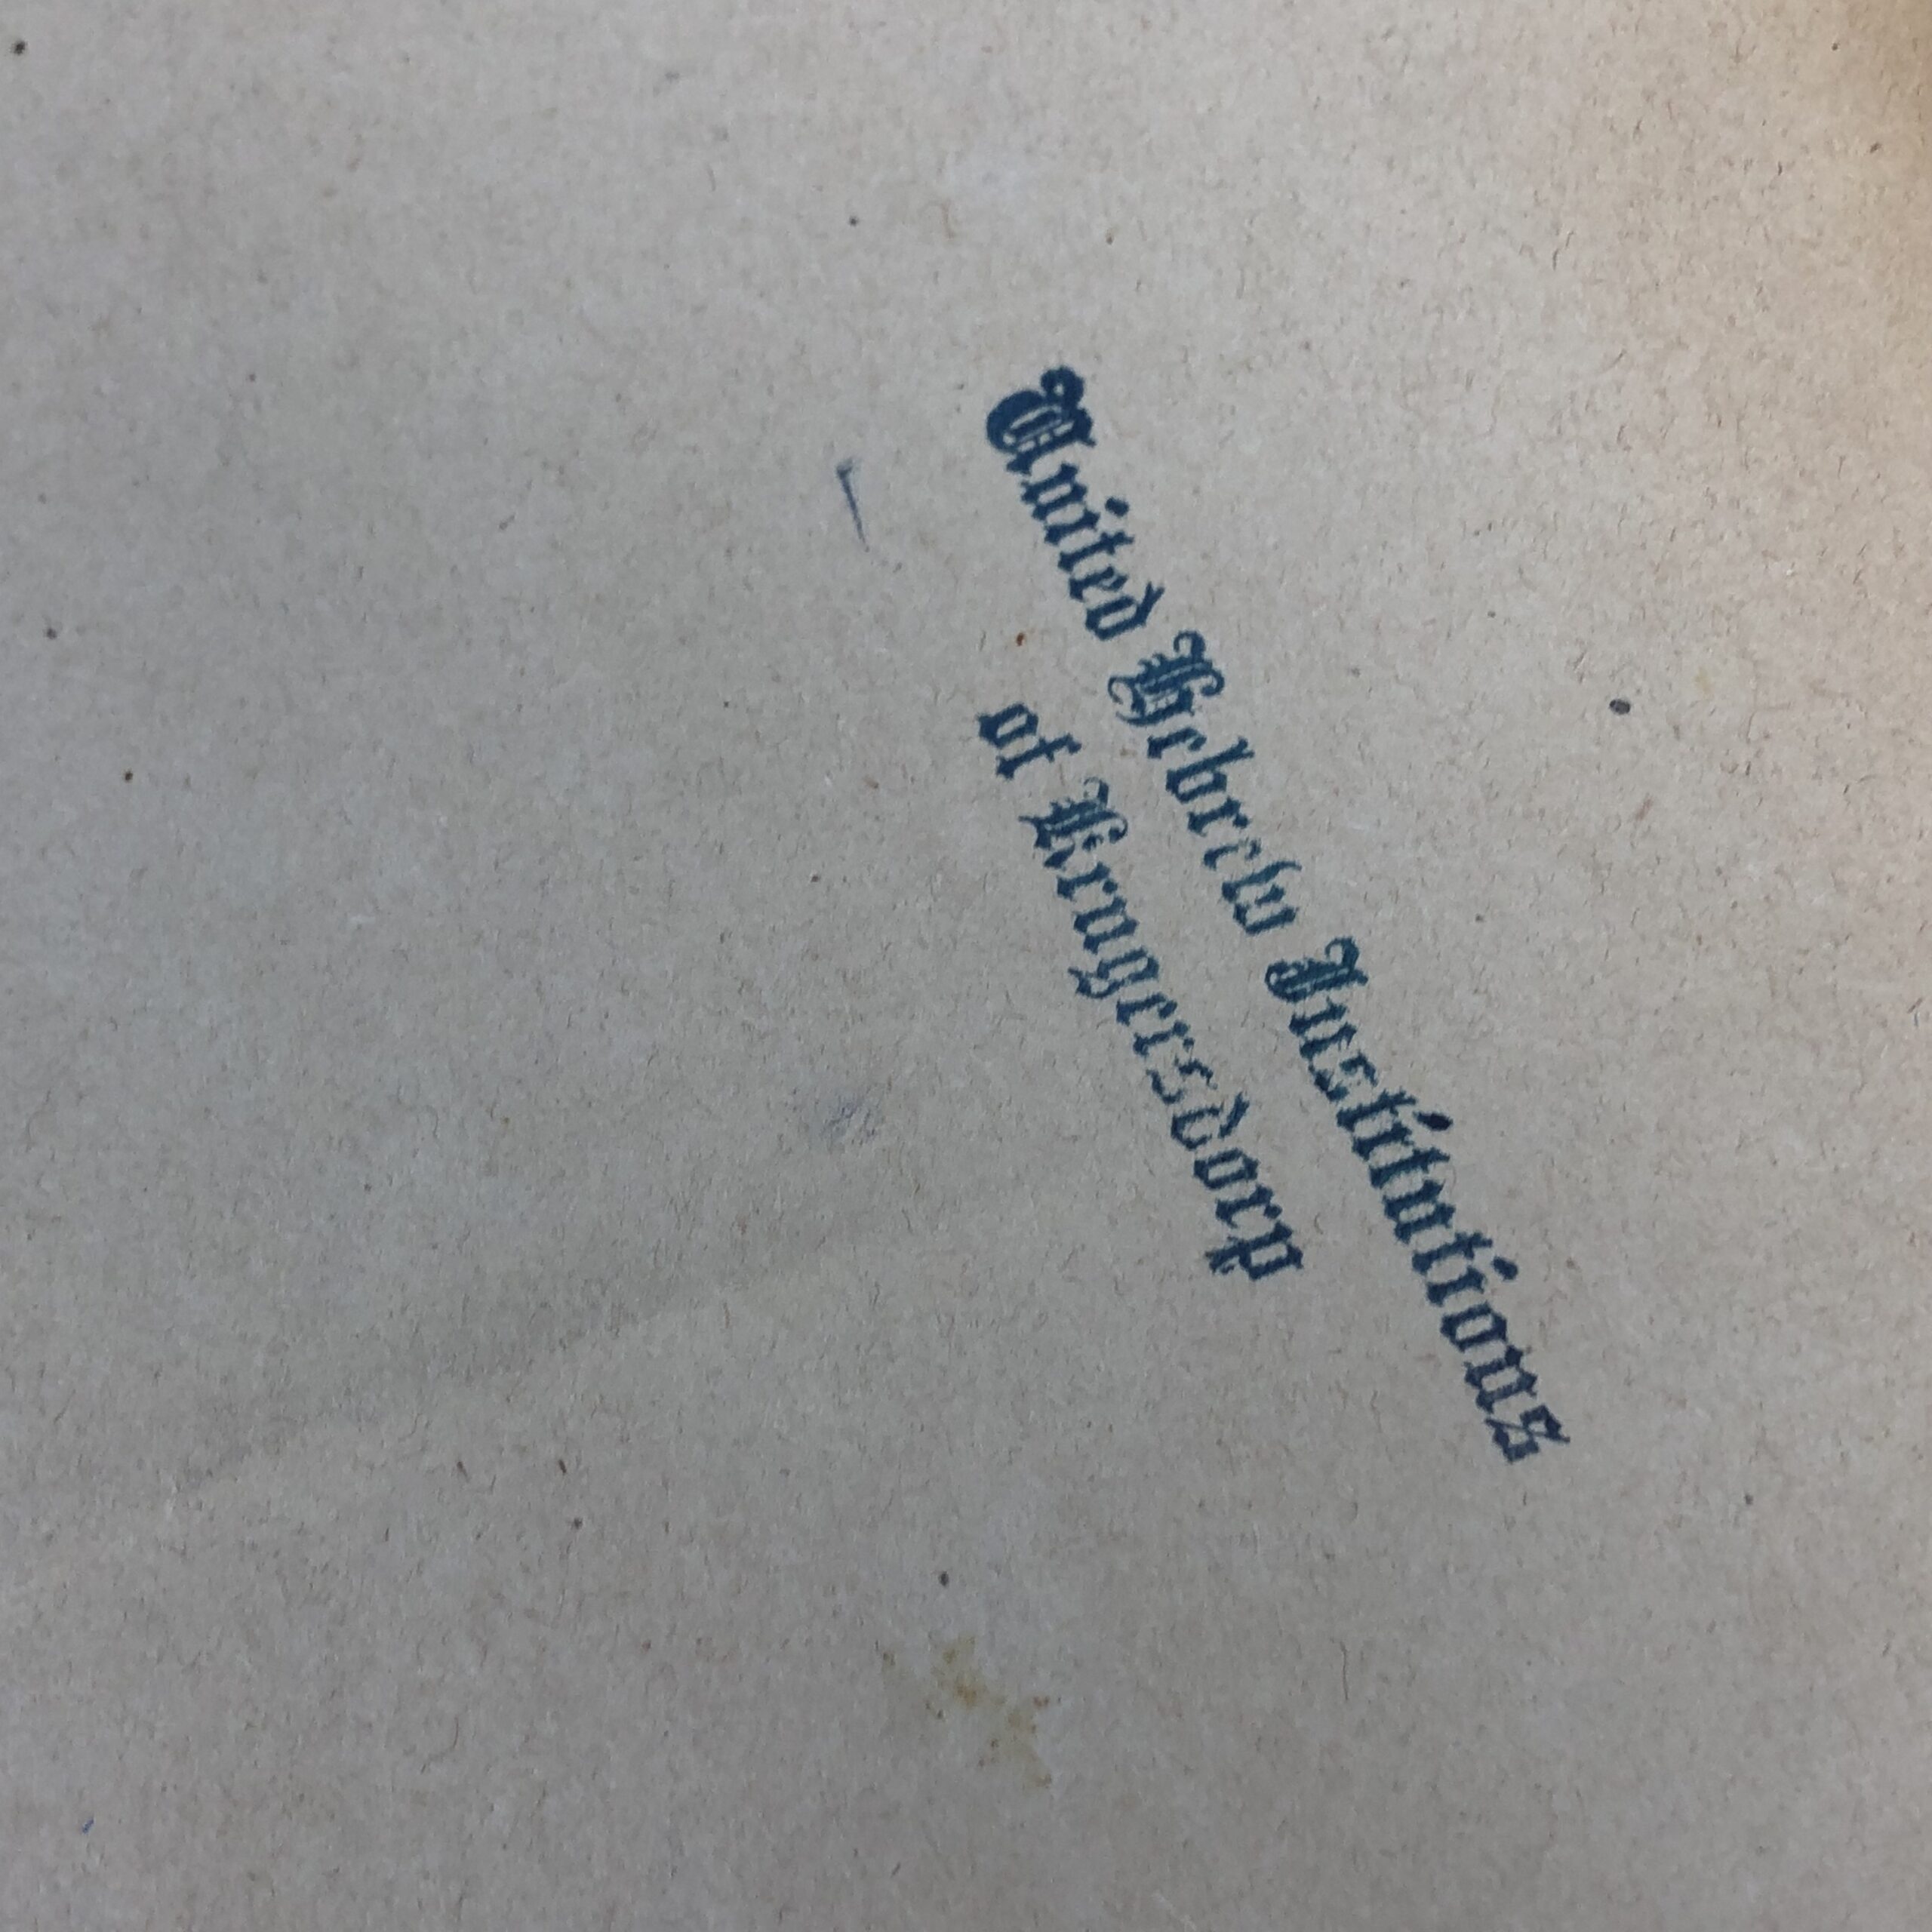 United Hebrew Institutions
of Krugersdorp